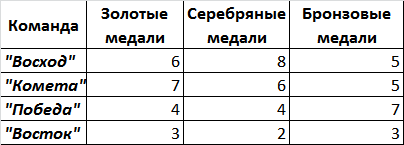 Команда Золотые медали Серебряные медали Бронзовые медали
"Восход" 6 8 5
"Комета" 7 6 5
"Победа" 4 4 7
"Восток" 3 2 3